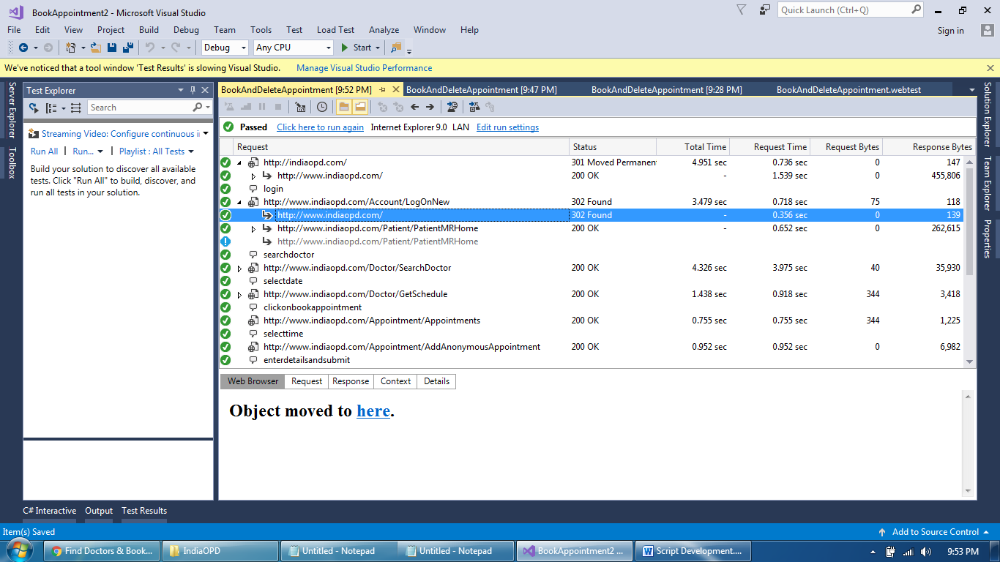 BookAppointment2 - Microsoft Visual Studio
Quick Launch (Ctrl+Q)
File Edit View Project Build Debug Team Tools Test Load Test Analyze Window Help
Sign in
Debug Any CPU Start
We've noticed that a tool window 'Test Results' is slowing Visual Studio. Manage Visual Studio Performance
Server Explorer
Toolbox
Test Explorer
Search
Streaming Video: Configure continuous i
Run All | Run... | Playlist : All Tests
Build your solution to discover all available
tests. Click "Run All" to build, discover, and
run all tests in your solution.
BookAndDeleteAppointment [9:52 PM] BookAndDeleteAppointment [9:47 PM] BookAndDeleteAppointment [9:28 PM] BookAndDeleteAppointment.webtest
Passed Click here to run again Internet Explorer 9.0 LAN Edit run settings
Request Status Total Time Request Time Request Bytes Response Bytes
http://indiaopd.com/ 301 Moved Permanent 4.951 sec 0.736 sec 0 147
http://www.indiaopd.com/ 200 OK - 1.539 sec 0 455,806
login
http://www.indiaopd.com/Account/LogOnNew 302 Found 3.479 sec 0.718 sec 75 118
http://www.indiaopd.com/ 302 Found - 0.356 sec 0 139
http://www.indiaopd.com/Patient/PatientMRHome 200 OK - 0.652 sec 0 262,615
http://www.indiaopd.com/Patient/PatientMRHome
searchdoctor
http://www.indiaopd.com/Doctor/SearchDoctor 200 OK 4.326 sec 3.975 sec 40 35,930
selectdate
http://www.indiaopd.com/Doctor/GetSchedule 200 OK 1.438 sec 0.918 sec 344 3,418
clickonbookappointment
http://www.indiaopd.com/Appointment/Appointments 200 OK 0.755 sec 0.755 sec 344 1,225
selecttime
http://www.indiaopd.com/Appointment/AddAnonymousAppointment 200 OK 0.952 sec 0.952 sec 0 6,982
enterdetailsandsubmit
Web Browser Request Response Context Details
Object moved to here.
Solution Explorer
Team Explorer
Properties
C# Interactive Output Test Results
Item(s) Saved
Add to Source Control
Find Doctors & Book... IndiaOPD Untitled - Notepad Untitled - Notepad BookAppointment2 ... Script Development....
9:53 PM